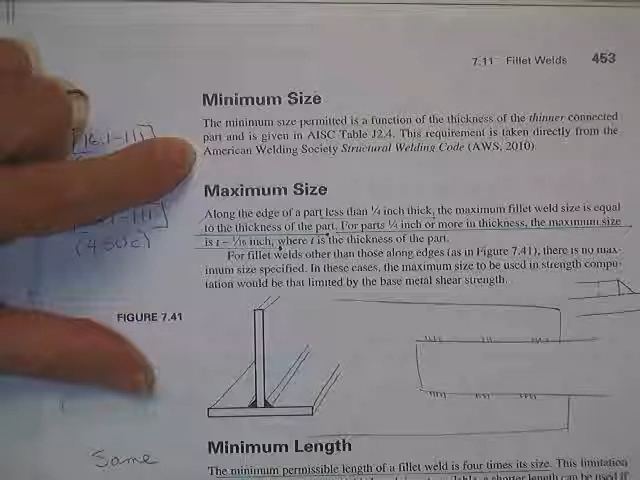 7.11 Fillet Welds 453
Minimum Size
The minimum size permitted is a function of the thickness of the thinner connected
part and is given in AISC Table J2.4. This requirement is taken directly from the
American Welding Society Structural Welding Code (AWS, 2010).
[16.1-111]
Maximum Size
Along the edge of a part less than ¼ inch thick, the maximum fillet weld size is equal
to the thickness of the part. For parts ¼ inch or more in thickness, the maximum size
is t − 1⁄16 inch, where t is the thickness of the part.
For fillet welds other than those along edges (as in Figure 7.41), there is no max-
imum size specified. In these cases, the maximum size to be used in strength compu-
tation would be that limited by the base metal shear strength.
FIGURE 7.41
Same
Minimum Length
The minimum permissible length of a fillet weld is four times its size. This limitation